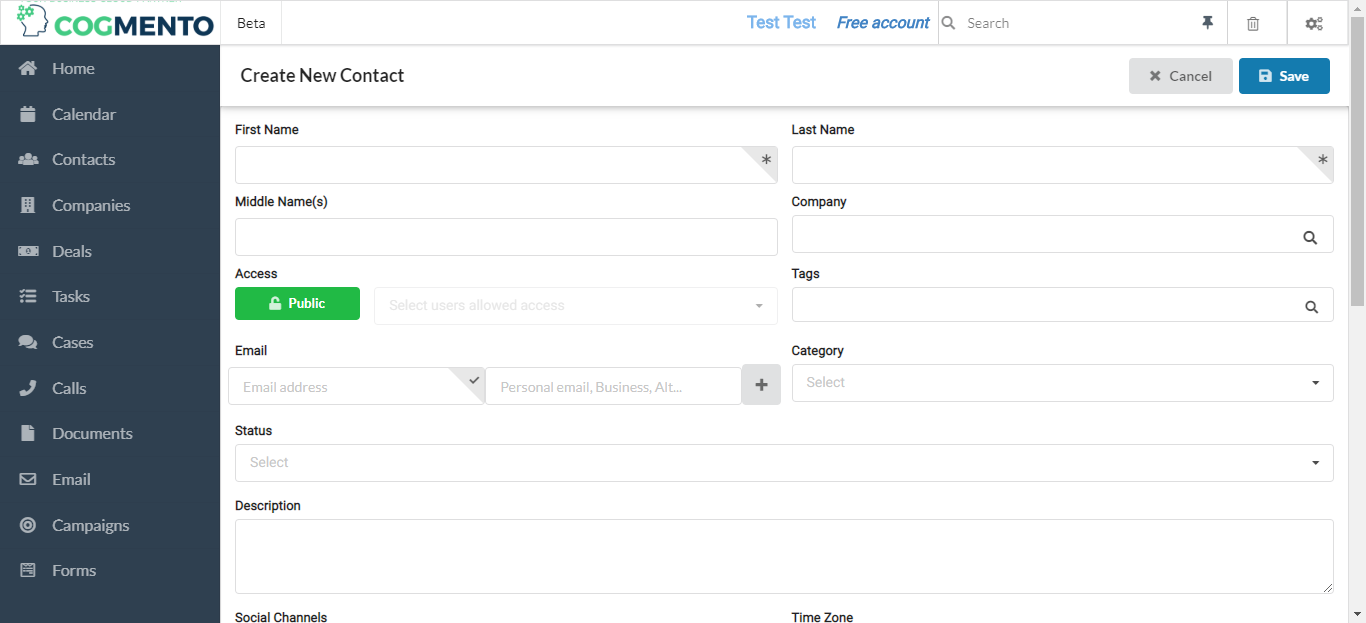 COGMENTO
Beta
Test Test
Free account
Search
Home
Calendar
Contacts
Companies
Deals
Tasks
Cases
Calls
Documents
Email
Campaigns
Forms
Create New Contact
Cancel
Save
First Name
Last Name
*
*
Middle Name(s)
Company
Access
Tags
Public
Select users allowed access
Email
Category
Email address
Personal email, Business, Alt...
Select
Status
Select
Description
Social Channels
Time Zone